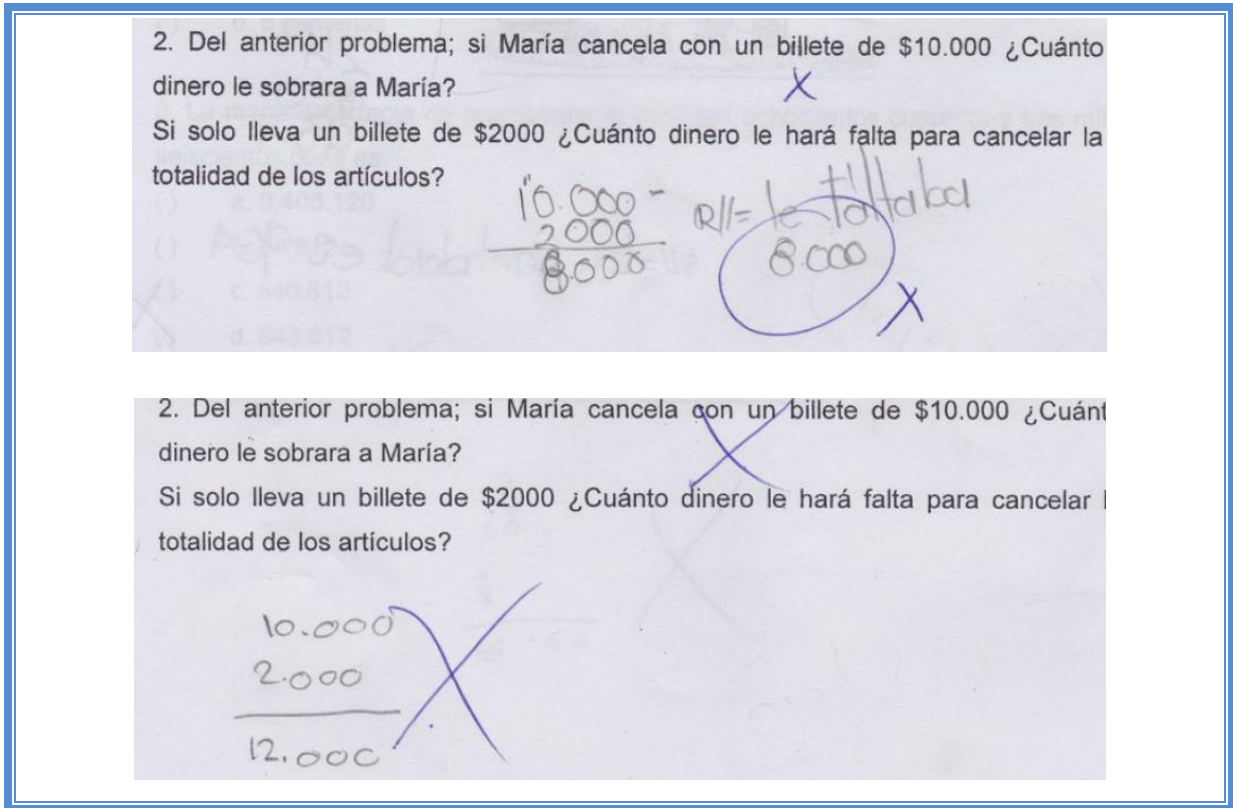 2. Del anterior problema; si María cancela con un billete de $10.000 ¿Cuánto
dinero le sobrara a María?
Si solo lleva un billete de $2000 ¿Cuánto dinero le hará falta para cancelar la
totalidad de los artículos?
10.000 -
2000
8.000
R//= le
8.000
2. Del anterior problema; si María cancela con un billete de $10.000 ¿Cuánt
dinero le sobrara a María?
Si solo lleva un billete de $2000 ¿Cuánto dinero le hará falta para cancelar l
totalidad de los artículos?
10.000
2.000
12.000